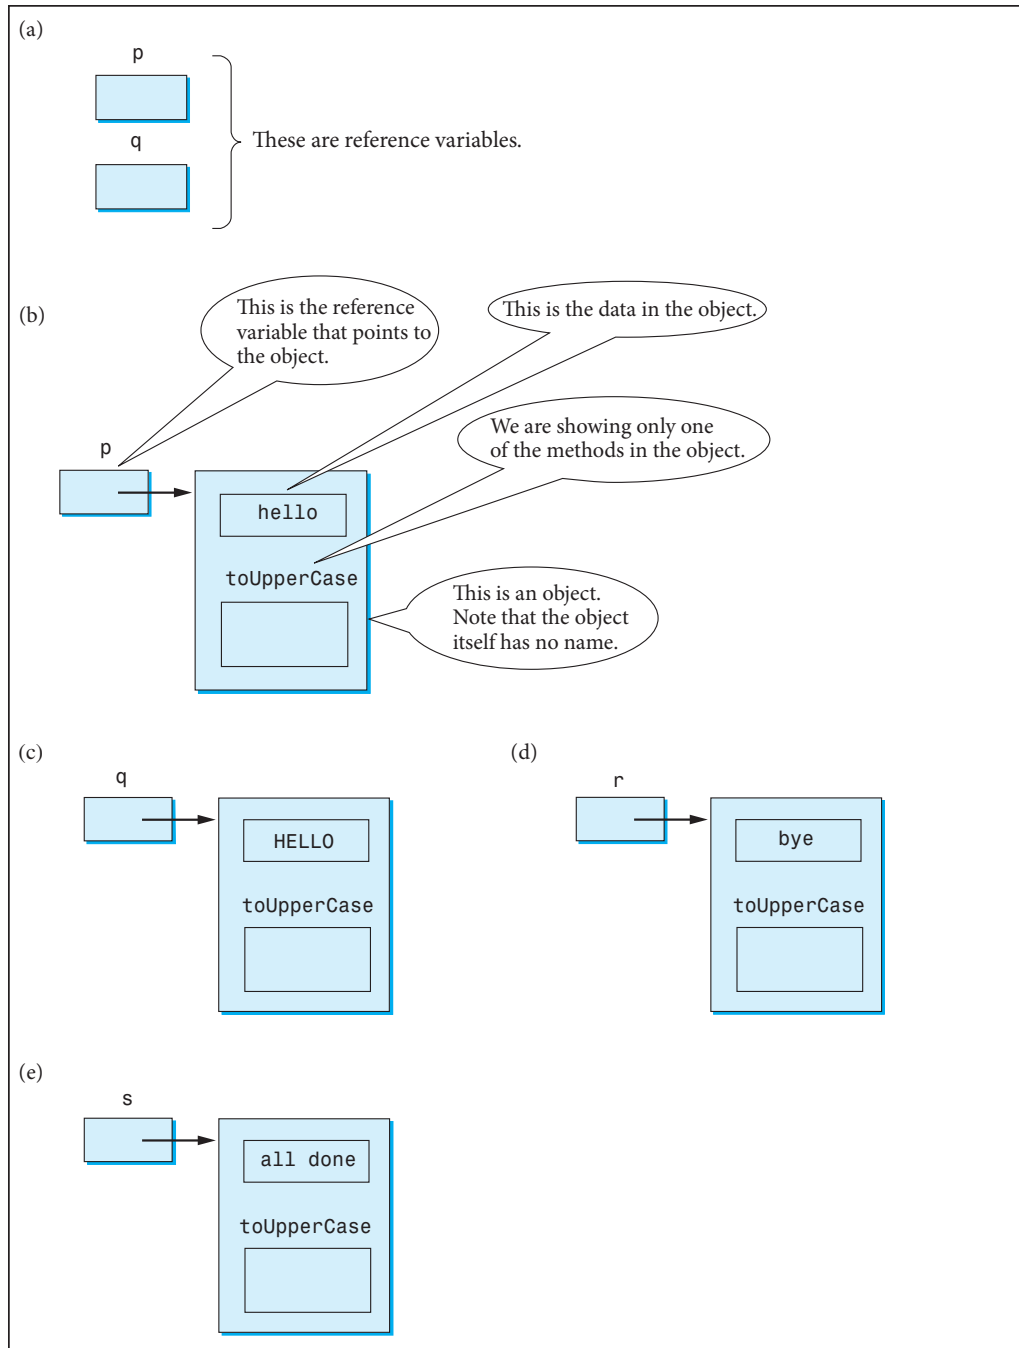 (a)
p
q
These are reference variables.
(b)
This is the reference
variable that points to
the object.
This is the data in the object.
We are showing only one
of the methods in the object.
p
hello
toUpperCase
This is an object.
Note that the object
itself has no name.
(c)
q
HELLO
toUpperCase
(d)
r
bye
toUpperCase
(e)
s
all done
toUpperCase